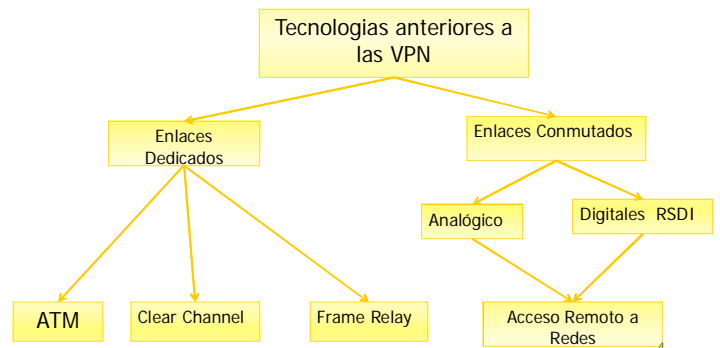 Tecnologias anteriores a
las VPN
Enlaces
Dedicados
Enlaces Conmutados
Analógico
Digitales RSDI
ATM
Clear Channel
Frame Relay
Acceso Remoto a
Redes
4